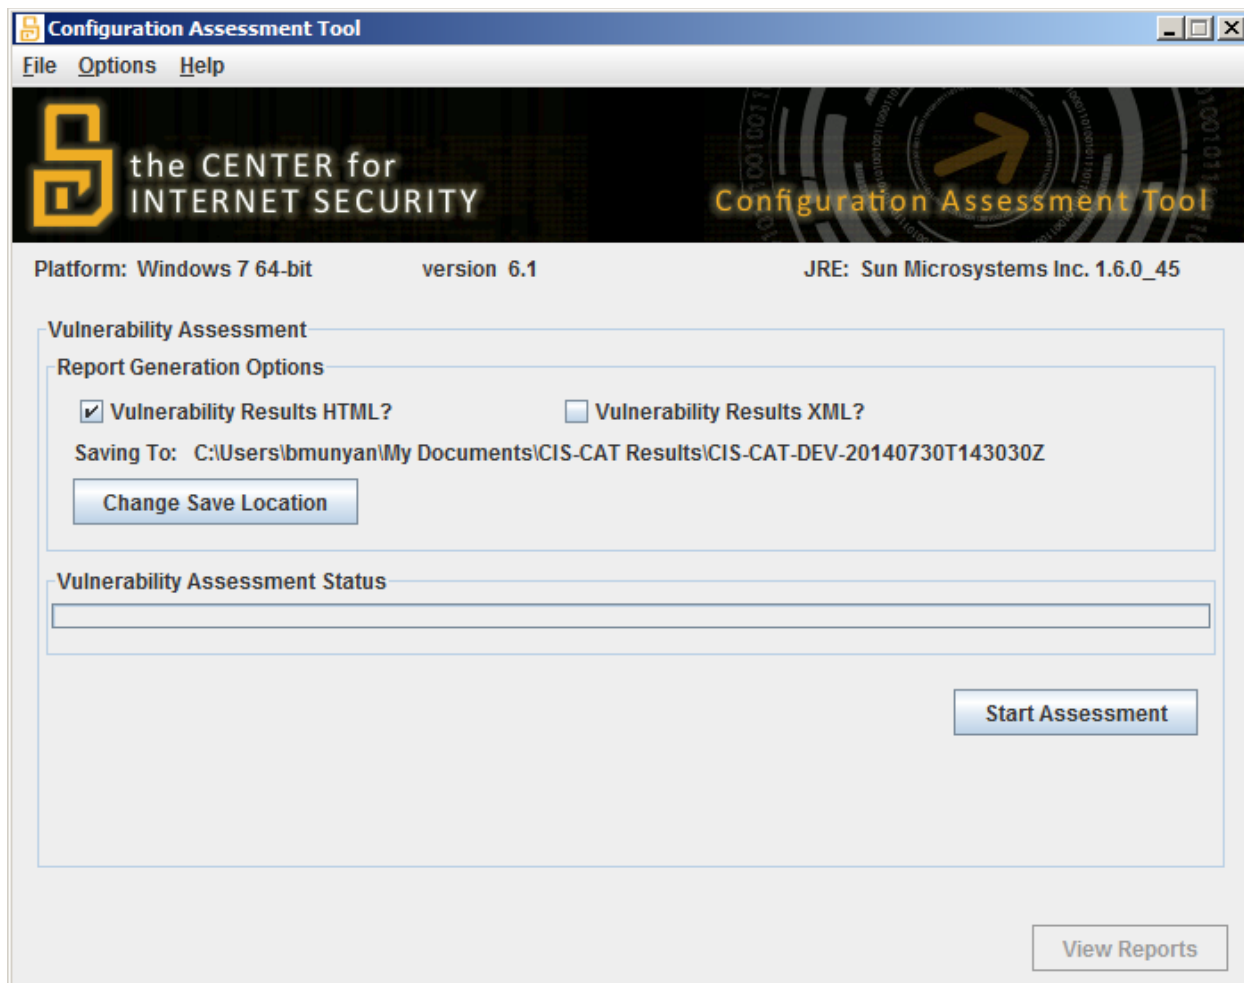 Configuration Assessment Tool
File Options Help
the CENTER for
INTERNET SECURITY
Configuration Assessment Tool
Platform: Windows 7 64-bit version 6.1 JRE: Sun Microsystems Inc. 1.6.0_45
Vulnerability Assessment
Report Generation Options
Vulnerability Results HTML? Vulnerability Results XML?
Saving To: C:\Users\bmunyan\My Documents\CIS-CAT Results\CIS-CAT-DEV-20140730T143030Z
Change Save Location
Vulnerability Assessment Status
Start Assessment
View Reports